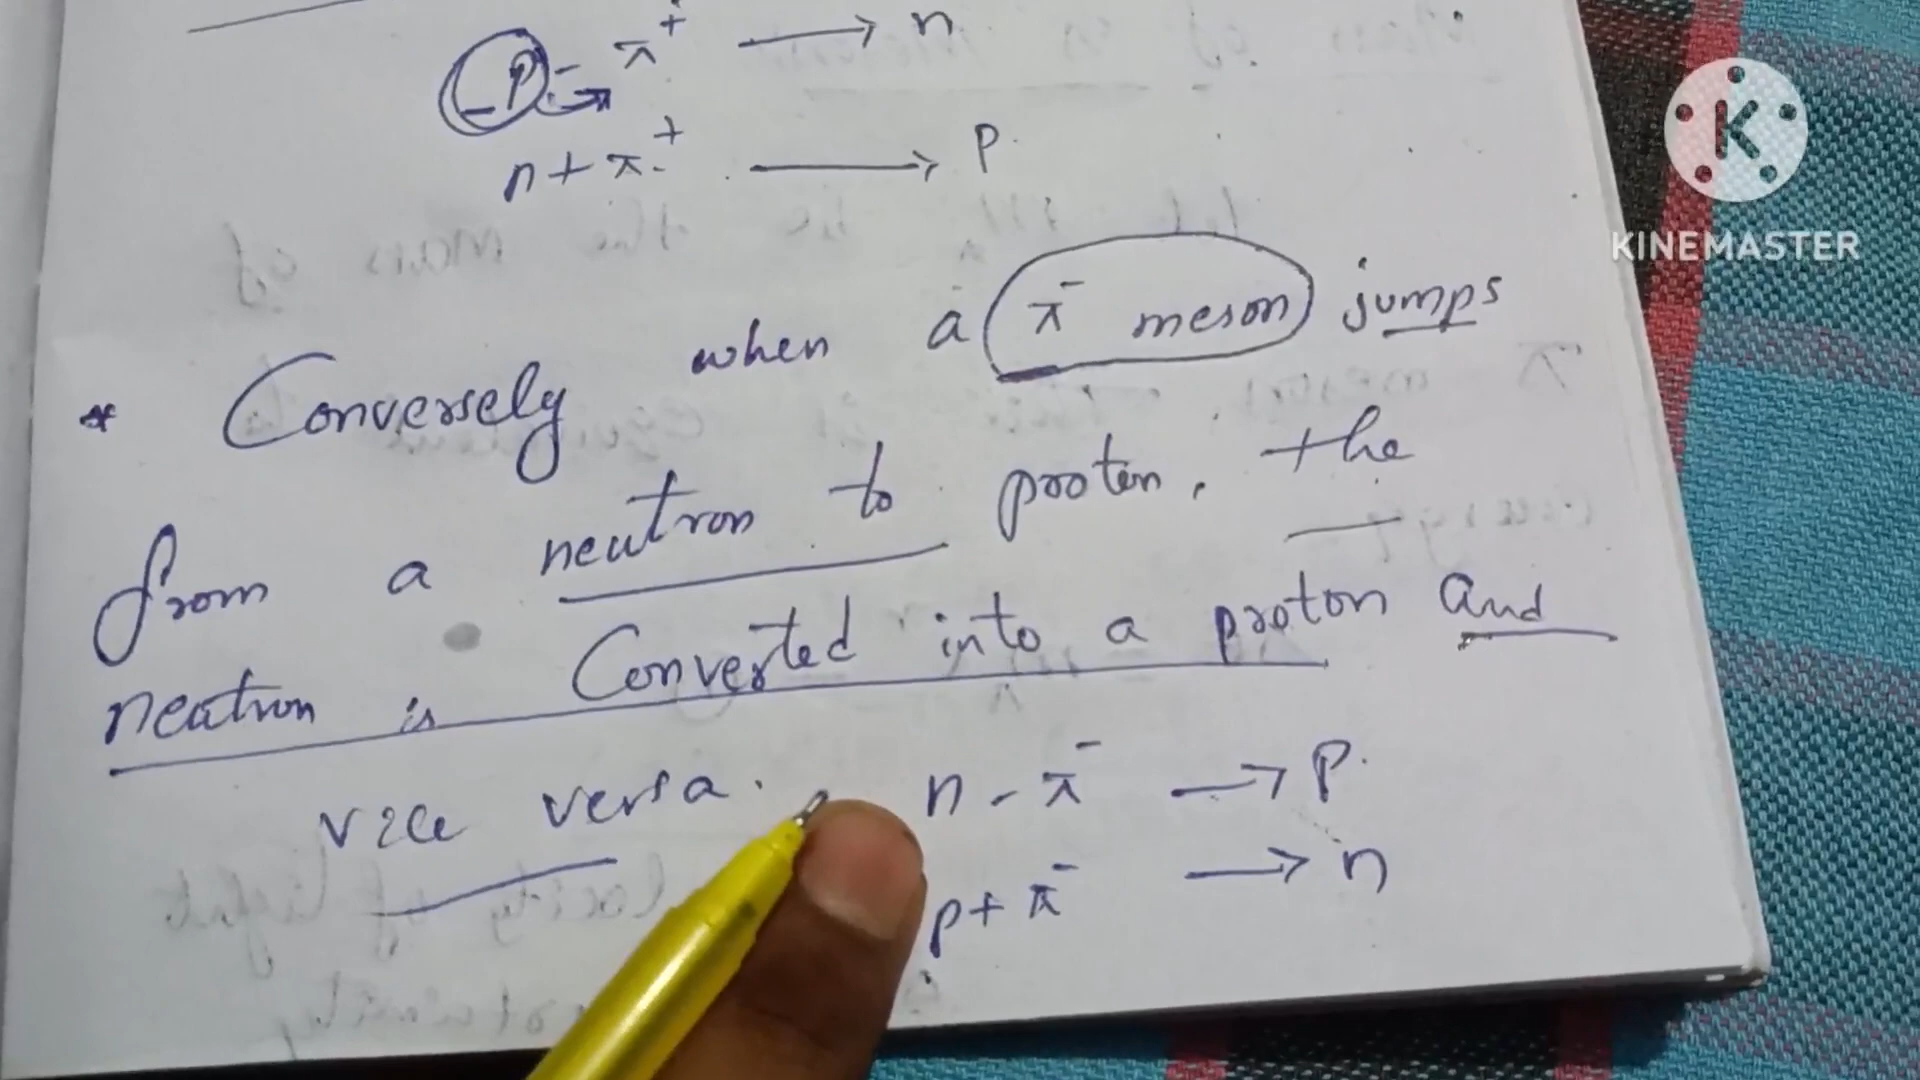 P - π⁺ → n
n + π⁺ → P
* Conversely when a π⁻ meson jumps
from a neutron to proton, the
neutron is Converted into a proton and
vice versa. n - π⁻ → P
p + π⁻ → n
K
KINEMASTER